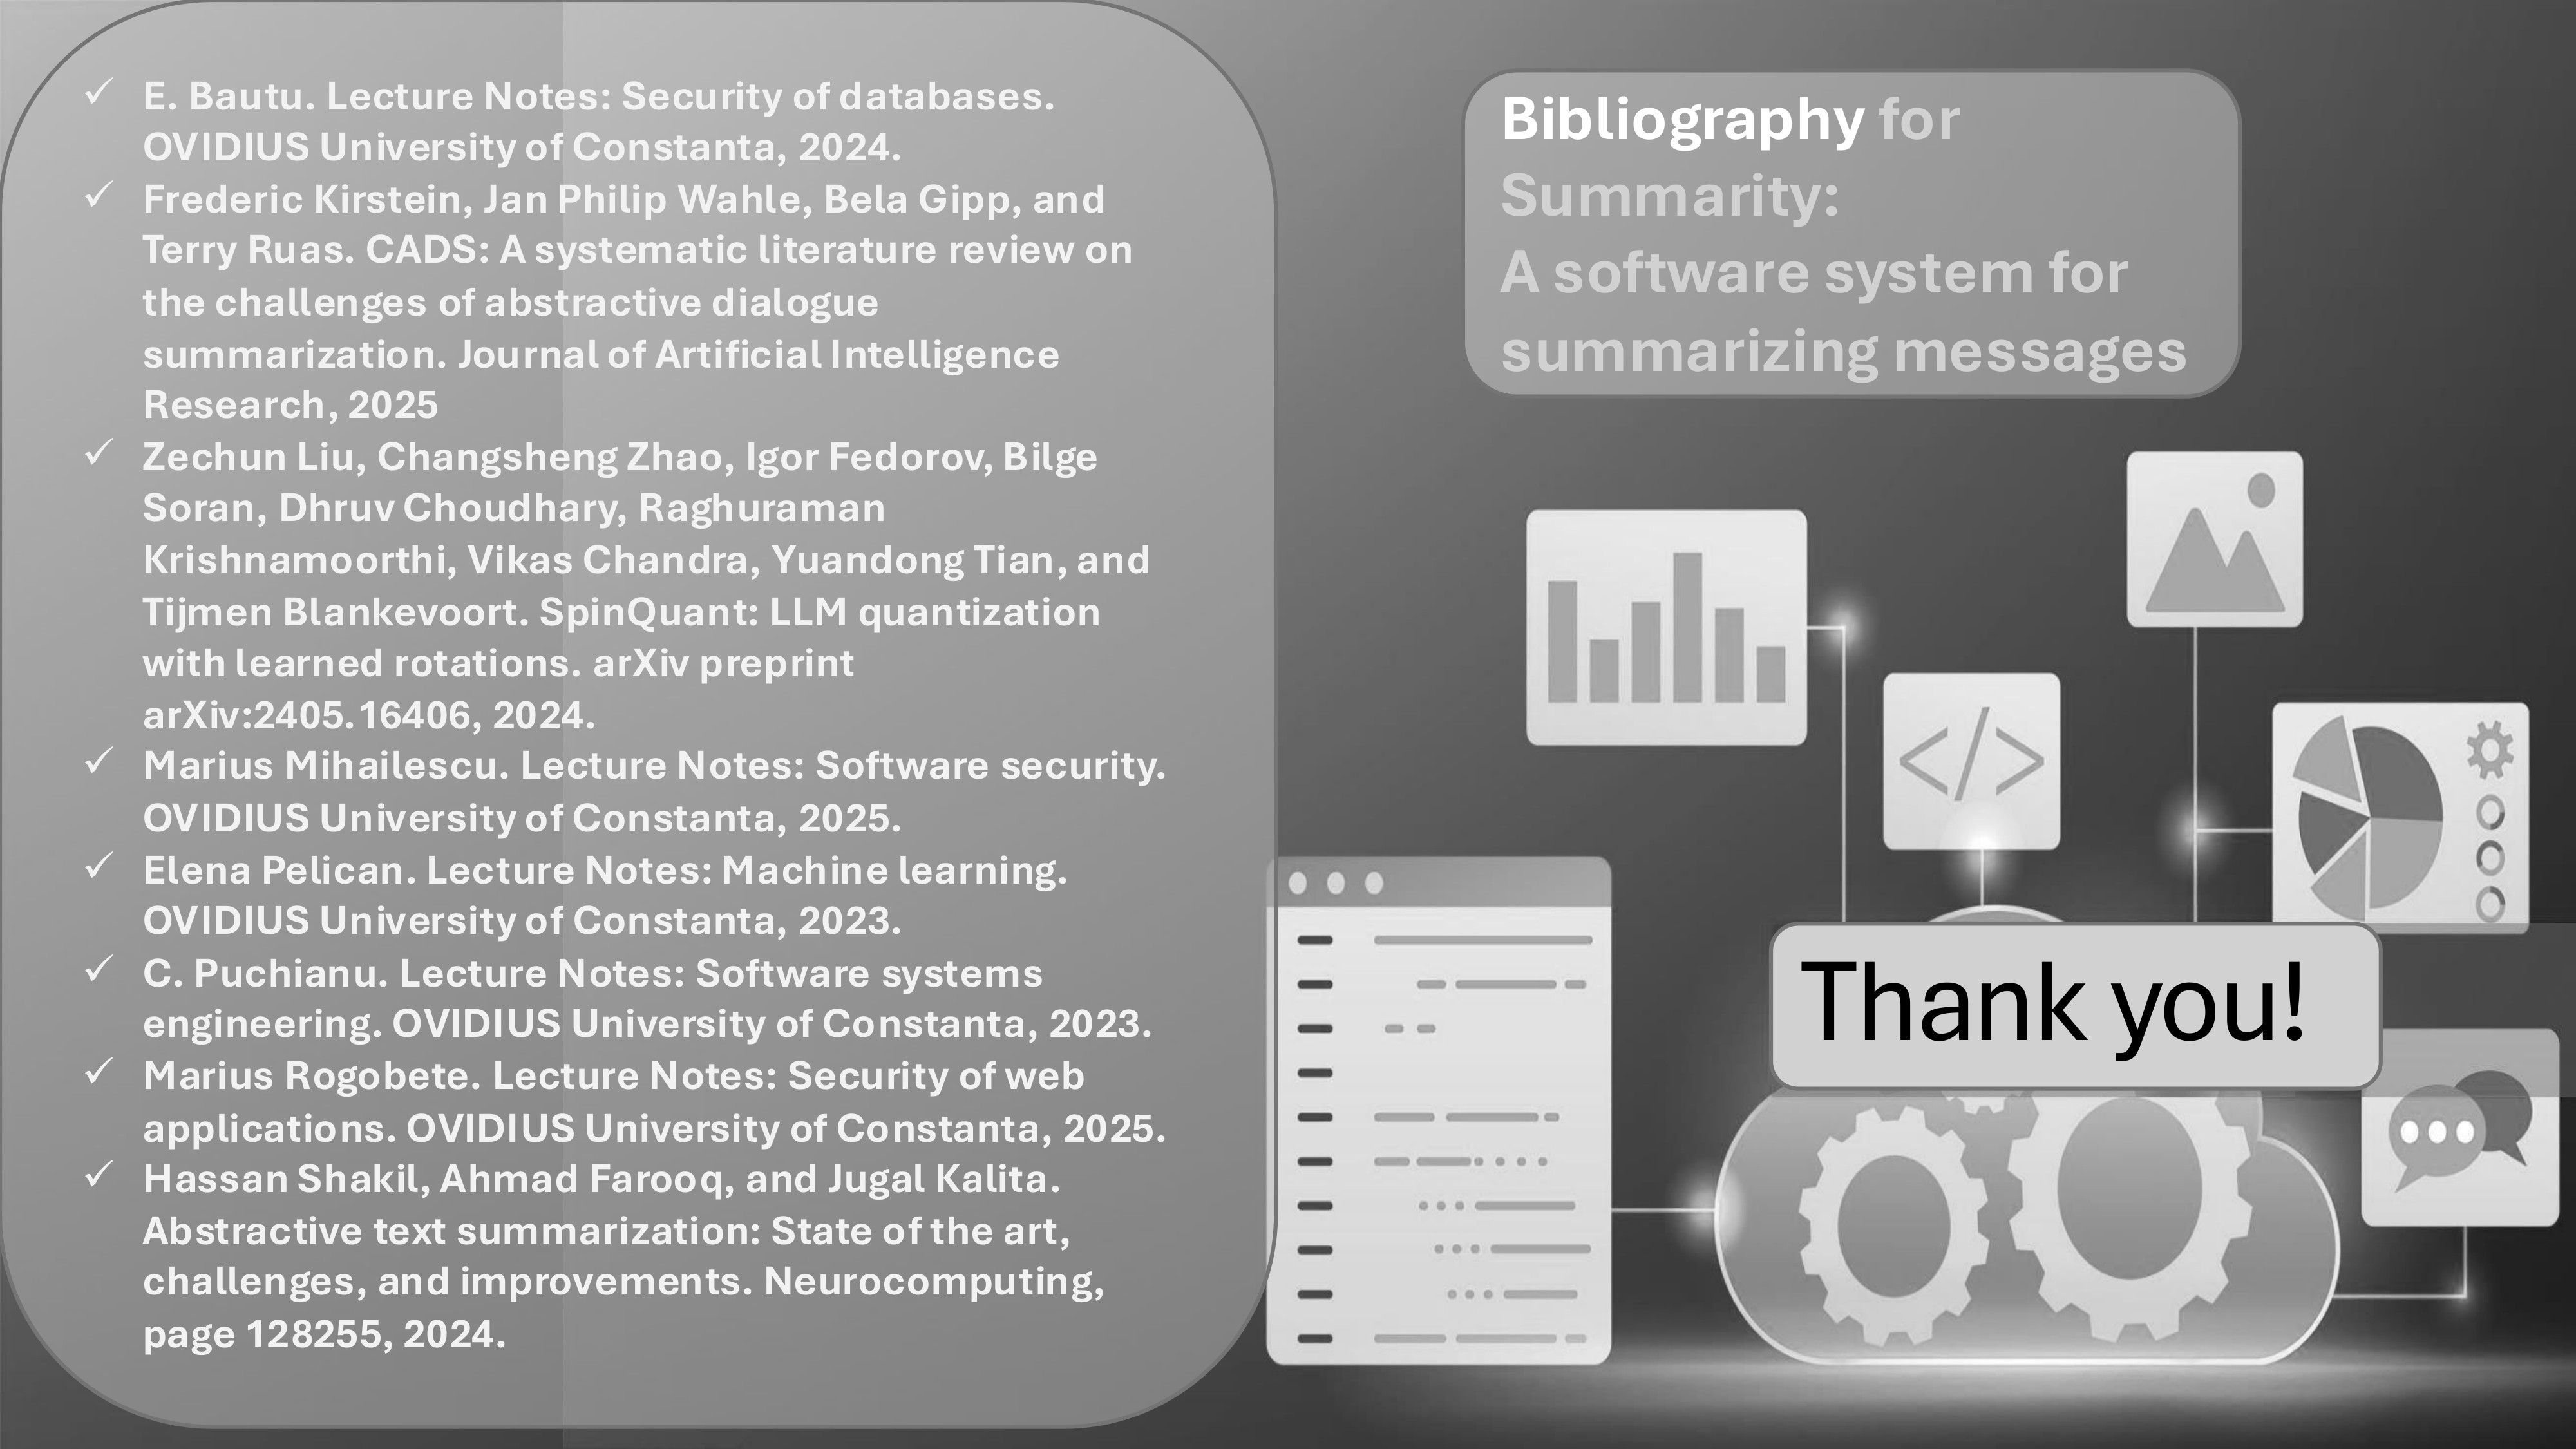 ✓ E. Bautu. Lecture Notes: Security of databases.
OVIDIUS University of Constanta, 2024.
✓ Frederic Kirstein, Jan Philip Wahle, Bela Gipp, and
Terry Ruas. CADS: A systematic literature review on
the challenges of abstractive dialogue
summarization. Journal of Artificial Intelligence
Research, 2025
✓ Zechun Liu, Changsheng Zhao, Igor Fedorov, Bilge
Soran, Dhruv Choudhary, Raghuraman
Krishnamoorthi, Vikas Chandra, Yuandong Tian, and
Tijmen Blankevoort. SpinQuant: LLM quantization
with learned rotations. arXiv preprint
arXiv:2405.16406, 2024.
✓ Marius Mihailescu. Lecture Notes: Software security.
OVIDIUS University of Constanta, 2025.
✓ Elena Pelican. Lecture Notes: Machine learning.
OVIDIUS University of Constanta, 2023.
✓ C. Puchianu. Lecture Notes: Software systems
engineering. OVIDIUS University of Constanta, 2023.
✓ Marius Rogobete. Lecture Notes: Security of web
applications. OVIDIUS University of Constanta, 2025.
✓ Hassan Shakil, Ahmad Farooq, and Jugal Kalita.
Abstractive text summarization: State of the art,
challenges, and improvements. Neurocomputing,
page 128255, 2024.
Bibliography for
Summarity:
A software system for
summarizing messages
</>
Thank you!